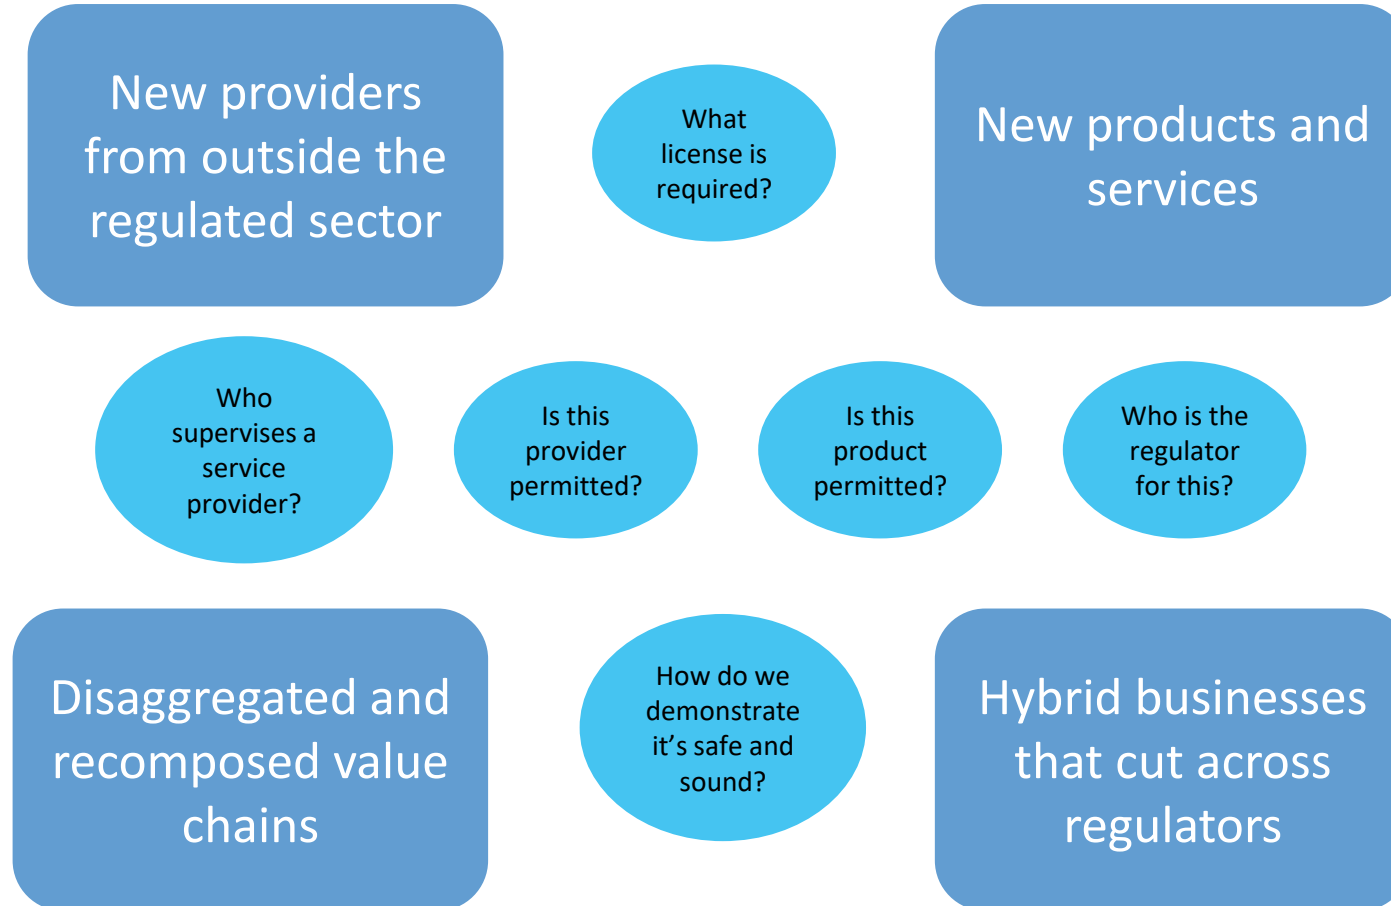 New providers
from outside the
regulated sector
What
license is
required?
New products and
services
Who
supervises a
service
provider?
Is this
provider
permitted?
Is this
product
permitted?
Who is the
regulator
for this?
Disaggregated and
recomposed value
chains
How do we
demonstrate
it’s safe and
sound?
Hybrid businesses
that cut across
regulators